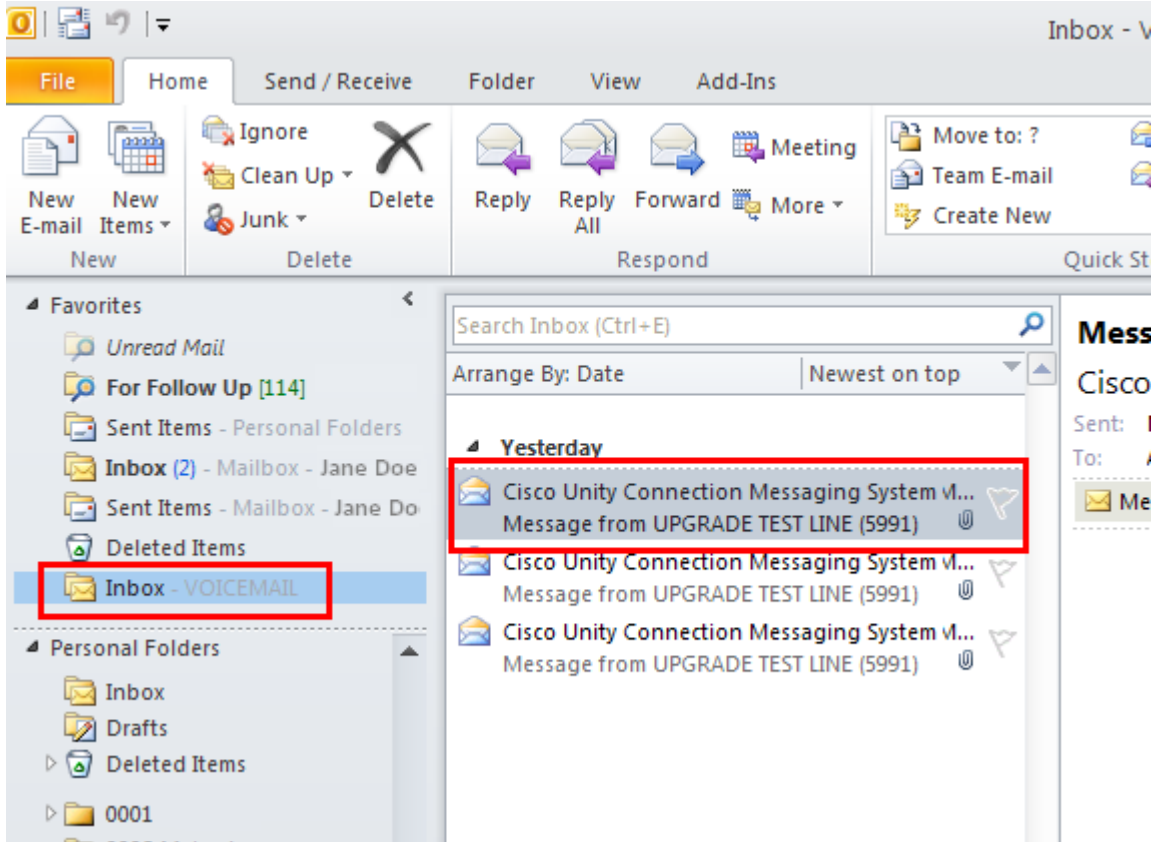 Inbox - V
File Home Send / Receive Folder View Add-Ins
New E-mail
New Items
Ignore
Clean Up
Junk
Delete
Reply
Reply All
Forward
Meeting
More
Move to: ?
Team E-mail
Create New
New Delete Respond Quick St
Favorites
Unread Mail
For Follow Up [114]
Sent Items - Personal Folders
Inbox (2) - Mailbox - Jane Doe
Sent Items - Mailbox - Jane Do
Deleted Items
Inbox - VOICEMAIL
Personal Folders
Inbox
Drafts
Deleted Items
0001
Search Inbox (Ctrl+E)
Arrange By: Date Newest on top
Yesterday
Cisco Unity Connection Messaging System
Message from UPGRADE TEST LINE (5991)
Cisco Unity Connection Messaging System
Message from UPGRADE TEST LINE (5991)
Cisco Unity Connection Messaging System
Message from UPGRADE TEST LINE (5991)
Mess
Cisco
Sent:
To:
Me